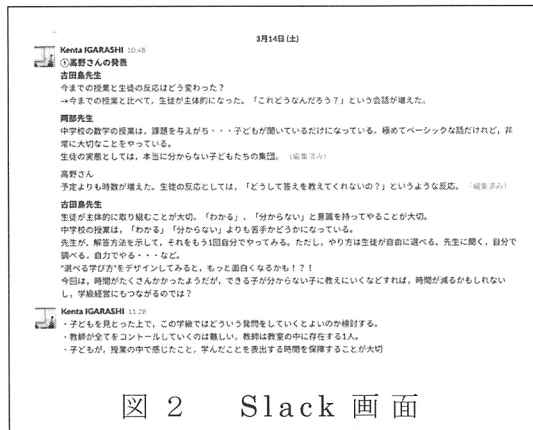 3月14日(土)
Kenta IGARASHI 10:48
①高野さんの発表
古田島先生
今までの授業と生徒の反応はどう変わった?
→今までの授業と比べて,生徒が主体的になった。「これどうなんだろう?」という会話が増えた。
阿部先生
中学校の数学の授業は,課題を与えがち・・・子どもが聞いているだけになっている。極めてベーシックな話だけれど,非
常に大切なことをやっている。
生徒の実態としては,本当に分からない子どもたちの集団。(編集済み)
高野さん
予定よりも時数が増えた。生徒の反応としては,「どうして答えを教えてくれないの?」というような反応。(編集済み)
古田島先生
生徒が主体的に取り組むことが大切。「わかる」,「分からない」と意識を持ってやることが大切。
中学校の授業は,「わかる」「分からない」よりも苦手かどうかになっている。
先生が,解答方法を示して,それをもう1回自分でやってみる。ただし,やり方は生徒が自由に選べる。先生に聞く,自分で
調べる,自力でやる・・・など。
"選べる学び方"をデザインしてみると,もっと面白くなるかも!?!
今回は,時間がたくさんかかったようだが,できる子が分からない子に教えにいくなどすれば,時間が減るかもしれない
し,学級経営にもつながるのでは?
Kenta IGARASHI 11:28
・子どもを見とった上で,この学級ではどういう発問をしていくとよいのか検討する。
・教師が全てをコントロールしていくのは難しい,教師は教室の中に存在する1人。
・子どもが,授業の中で感じたこと,学んだことを表出する時間を保障することが大切
図2 Slack画面